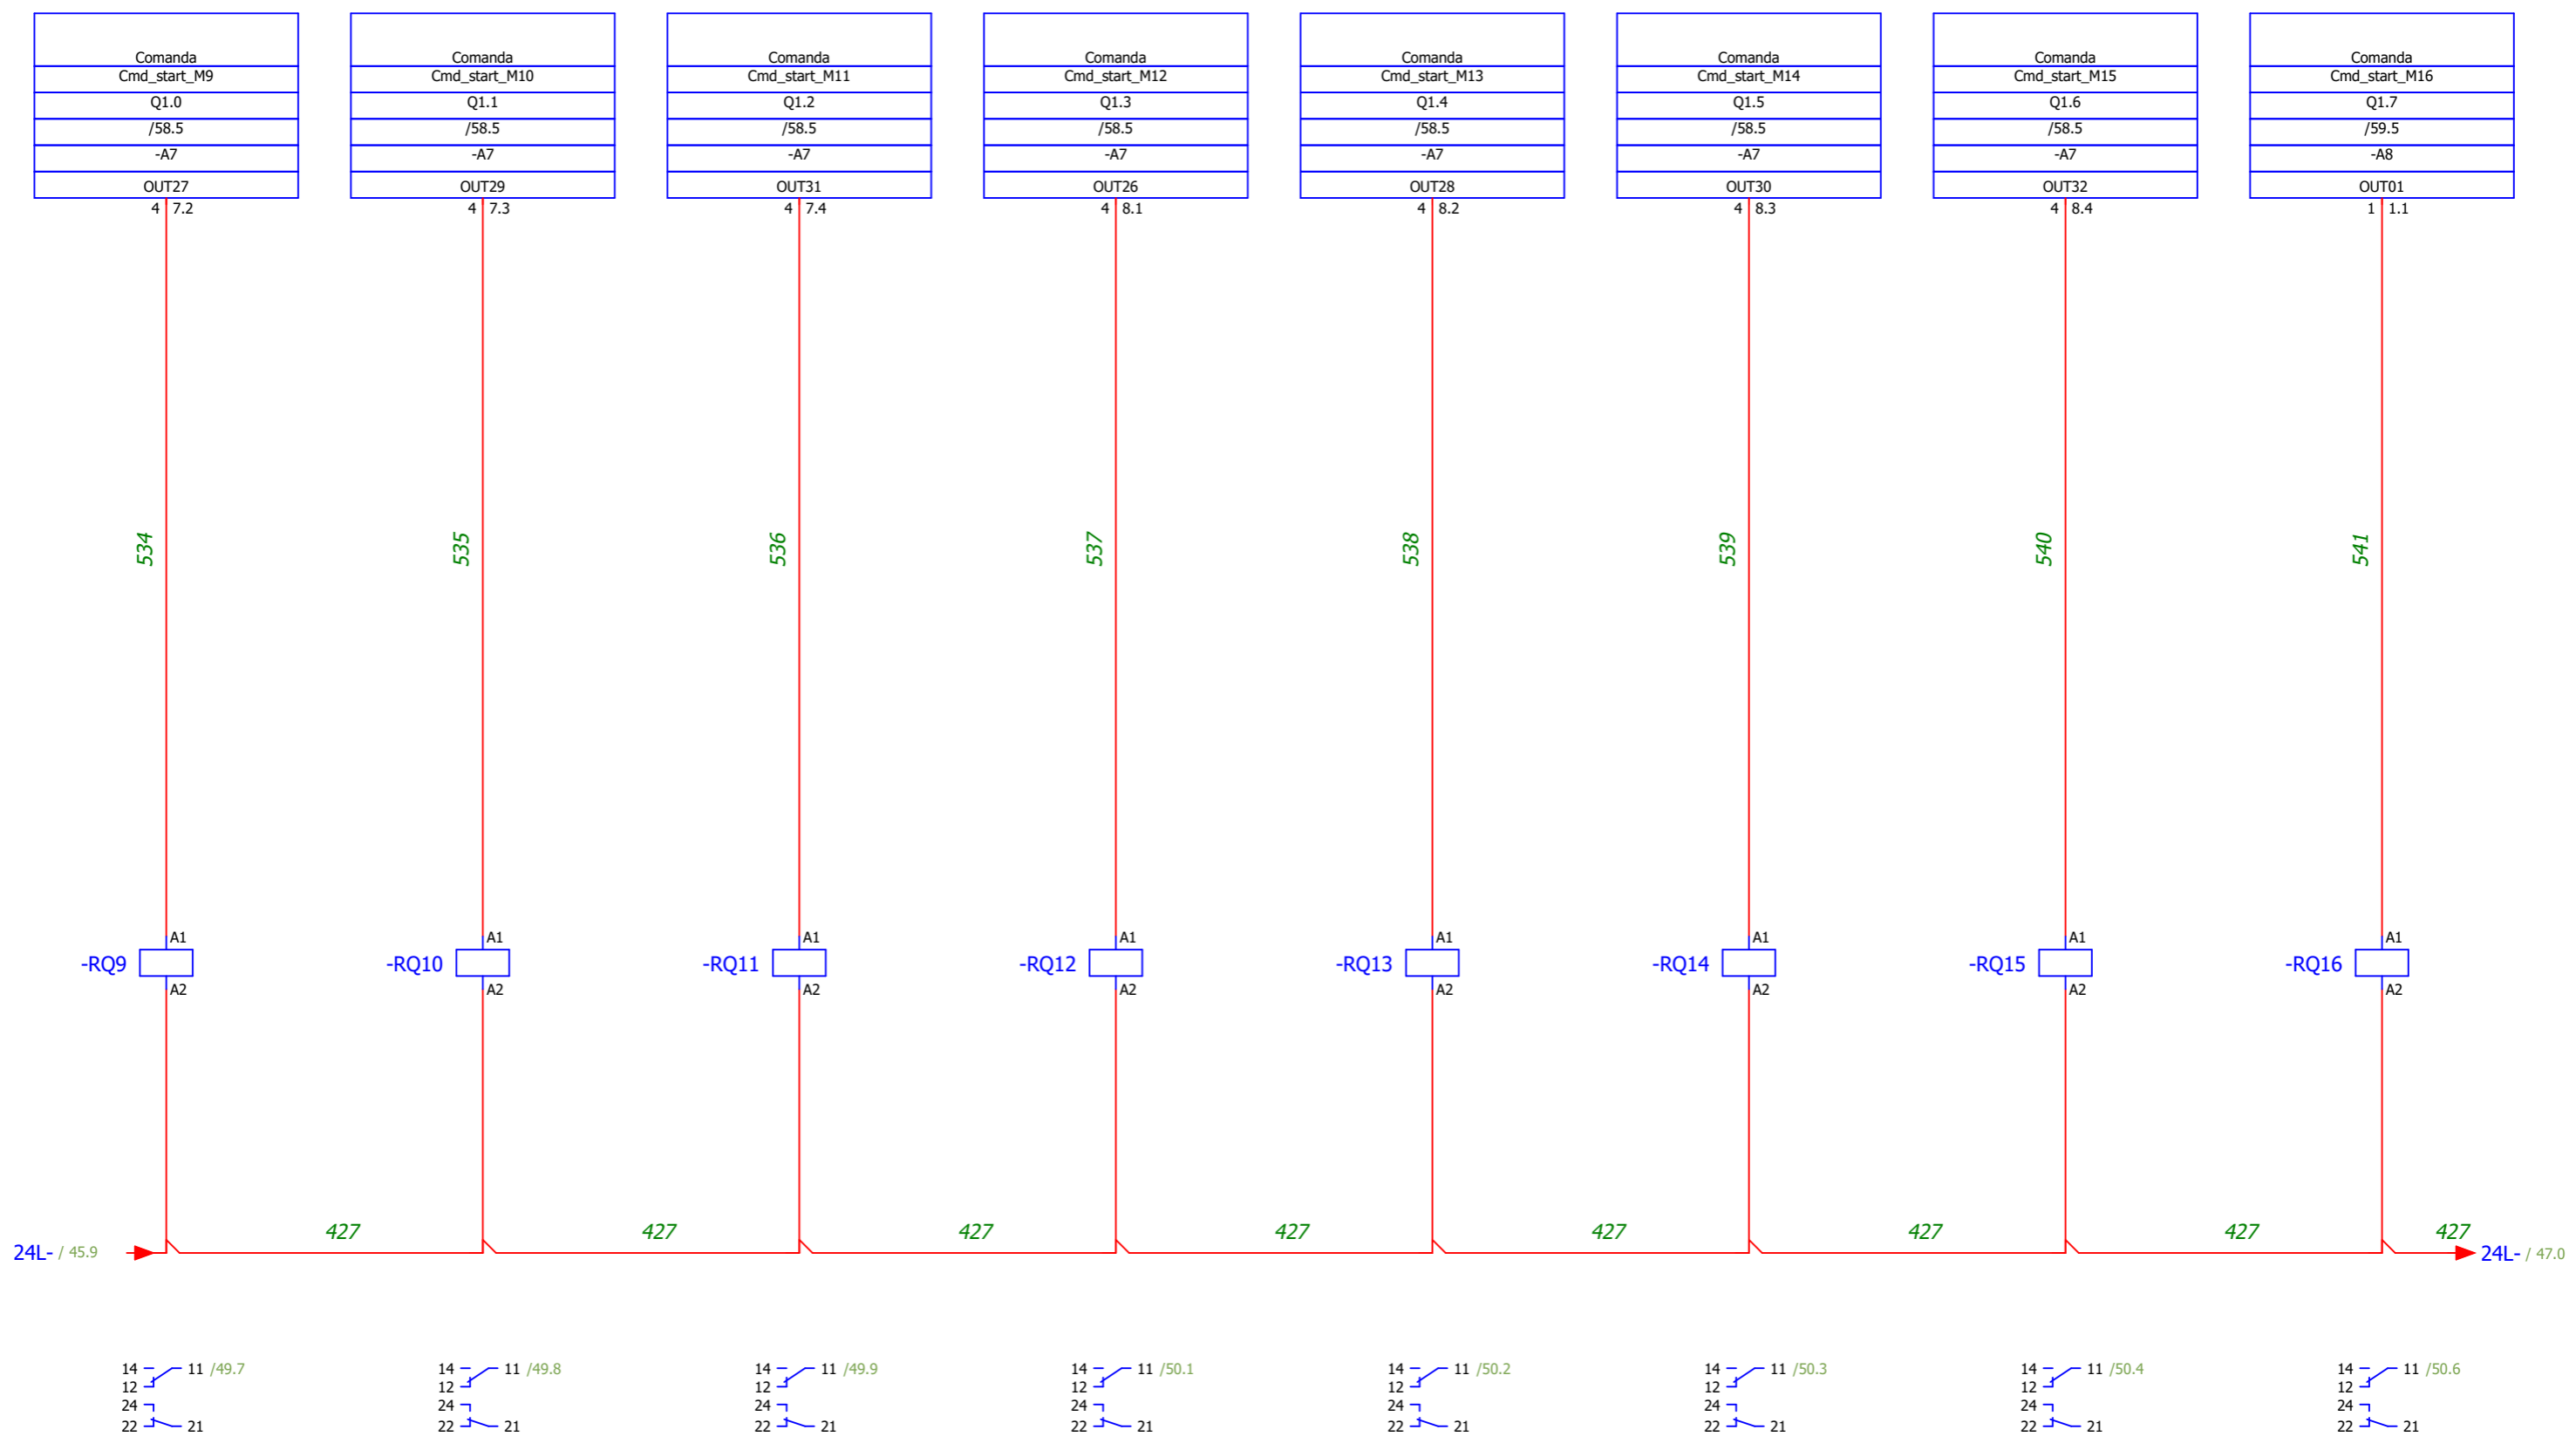 Comanda Comanda Comanda Comanda Comanda Comanda Comanda Comanda
Cmd_start_M9 Cmd_start_M10 Cmd_start_M11 Cmd_start_M12 Cmd_start_M13 Cmd_start_M14 Cmd_start_M15 Cmd_start_M16
Q1.0 Q1.1 Q1.2 Q1.3 Q1.4 Q1.5 Q1.6 Q1.7
/58.5 /58.5 /58.5 /58.5 /58.5 /58.5 /58.5 /59.5
-A7 -A7 -A7 -A7 -A7 -A7 -A7 -A8
OUT27 OUT29 OUT31 OUT26 OUT28 OUT30 OUT32 OUT01
4 7.2 4 7.3 4 7.4 4 8.1 4 8.2 4 8.3 4 8.4 1 1.1
534 535 536 537 538 539 540 541
A1 A1 A1 A1 A1 A1 A1 A1
-RQ9 -RQ10 -RQ11 -RQ12 -RQ13 -RQ14 -RQ15 -RQ16
A2 A2 A2 A2 A2 A2 A2 A2
427 427 427 427 427 427 427 427
24L- / 45.9 24L- / 47.0
14 11 /49.7 14 11 /49.8 14 11 /49.9 14 11 /50.1 14 11 /50.2 14 11 /50.3 14 11 /50.4 14 11 /50.6
12 12 12 12 12 12 12 12
24 24 24 24 24 24 24 24
22 21 22 21 22 21 22 21 22 21 22 21 22 21 22 21